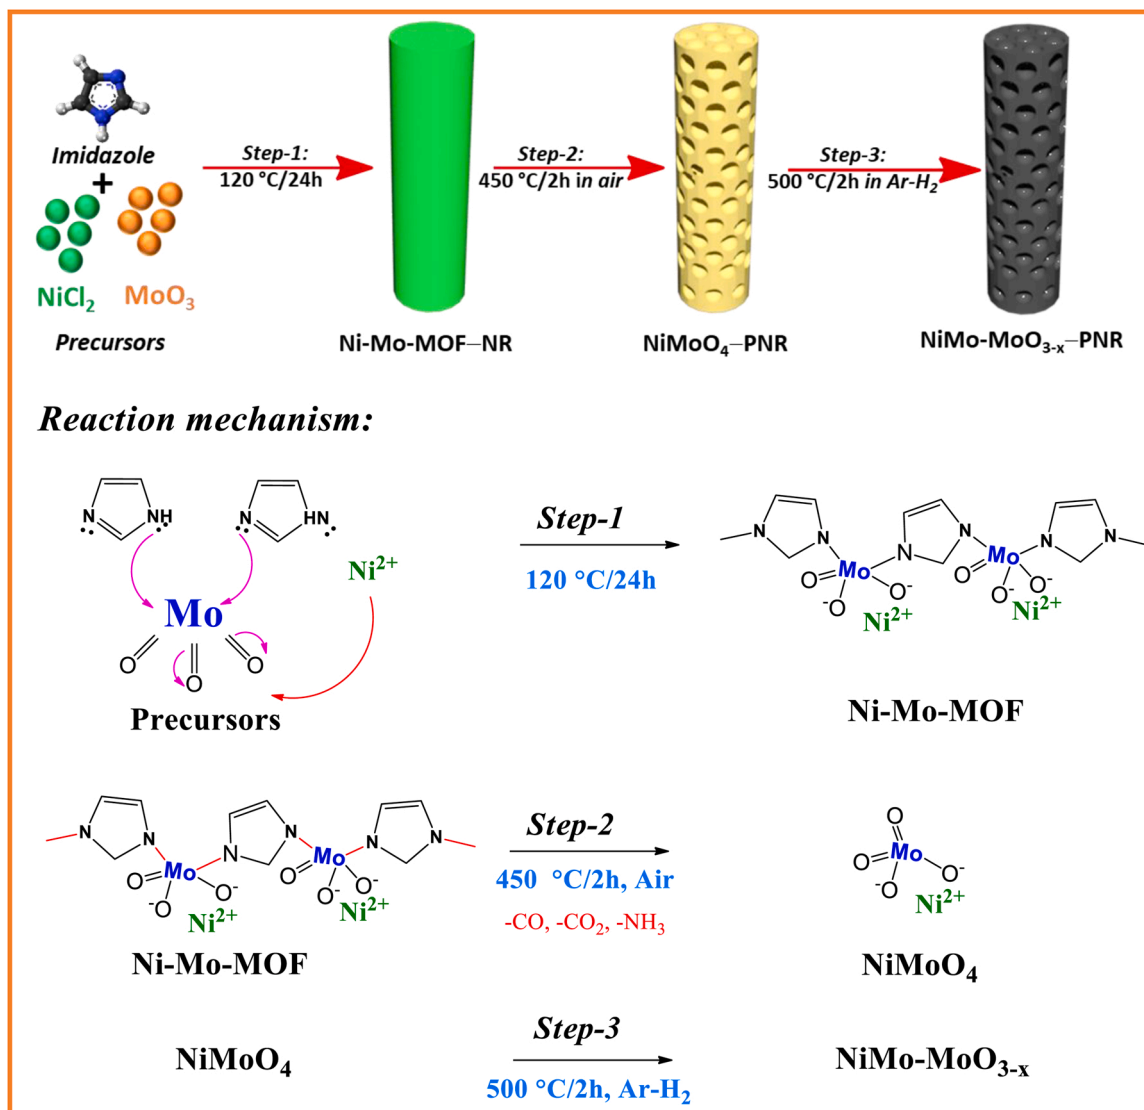 Imidazole
+
NiCl₂
MoO₃
Precursors
Step-1:
120 °C/24h
Ni-Mo-MOF–NR
Step-2:
450 °C/2h in air
NiMoO₄–PNR
Step-3:
500 °C/2h in Ar-H₂
NiMo-MoO₃₋ₓ–PNR
Reaction mechanism:
N
NH
N
HN
Ni²⁺
Mo
O
O
O
Precursors
Step-1
120 °C/24h
N
N
N
N
N
N
Mo
Mo
O
O⁻
⁻O
Ni²⁺
O
O⁻
O⁻
Ni²⁺
Ni-Mo-MOF
N
N
N
N
N
N
Mo
Mo
O
O⁻
⁻O
Ni²⁺
O
O⁻
O⁻
Ni²⁺
Ni-Mo-MOF
Step-2
450 °C/2h, Air
-CO, -CO₂, -NH₃
O
O
Mo
O⁻
⁻O
Ni²⁺
NiMoO₄
NiMoO₄
Step-3
500 °C/2h, Ar-H₂
NiMo-MoO₃₋ₓ